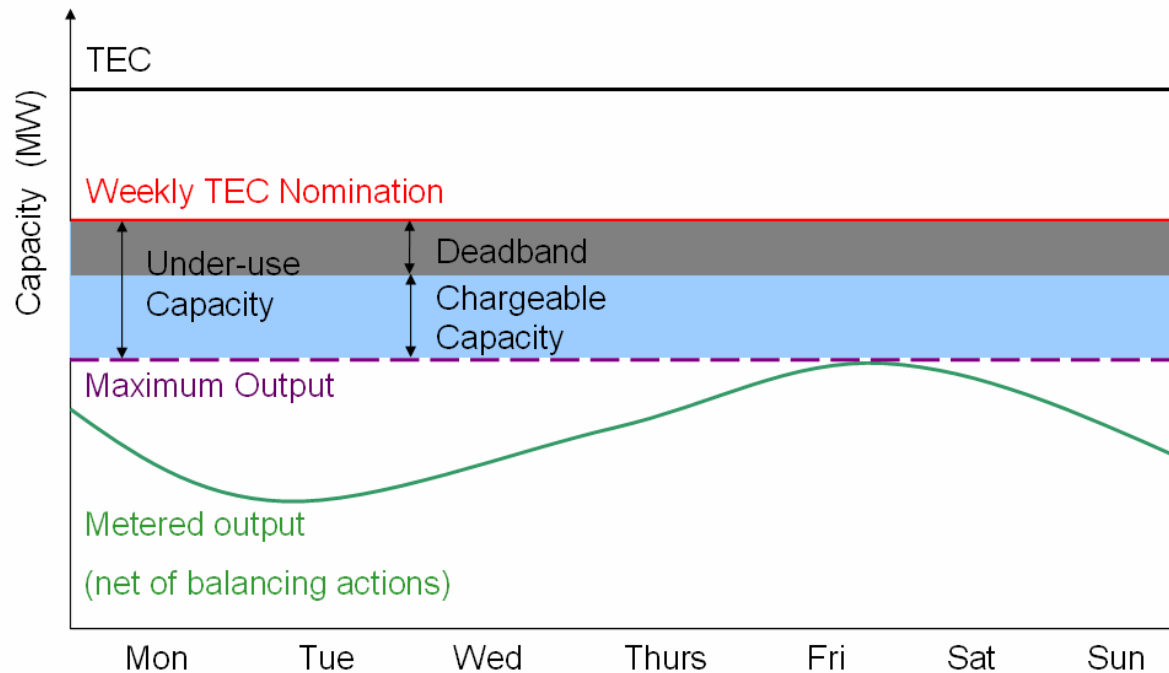 TEC
Capacity (MW)
Weekly TEC Nomination
Under-use
Capacity
Deadband
Chargeable
Capacity
Maximum Output
Metered output
(net of balancing actions)
Mon Tue Wed Thurs Fri Sat Sun